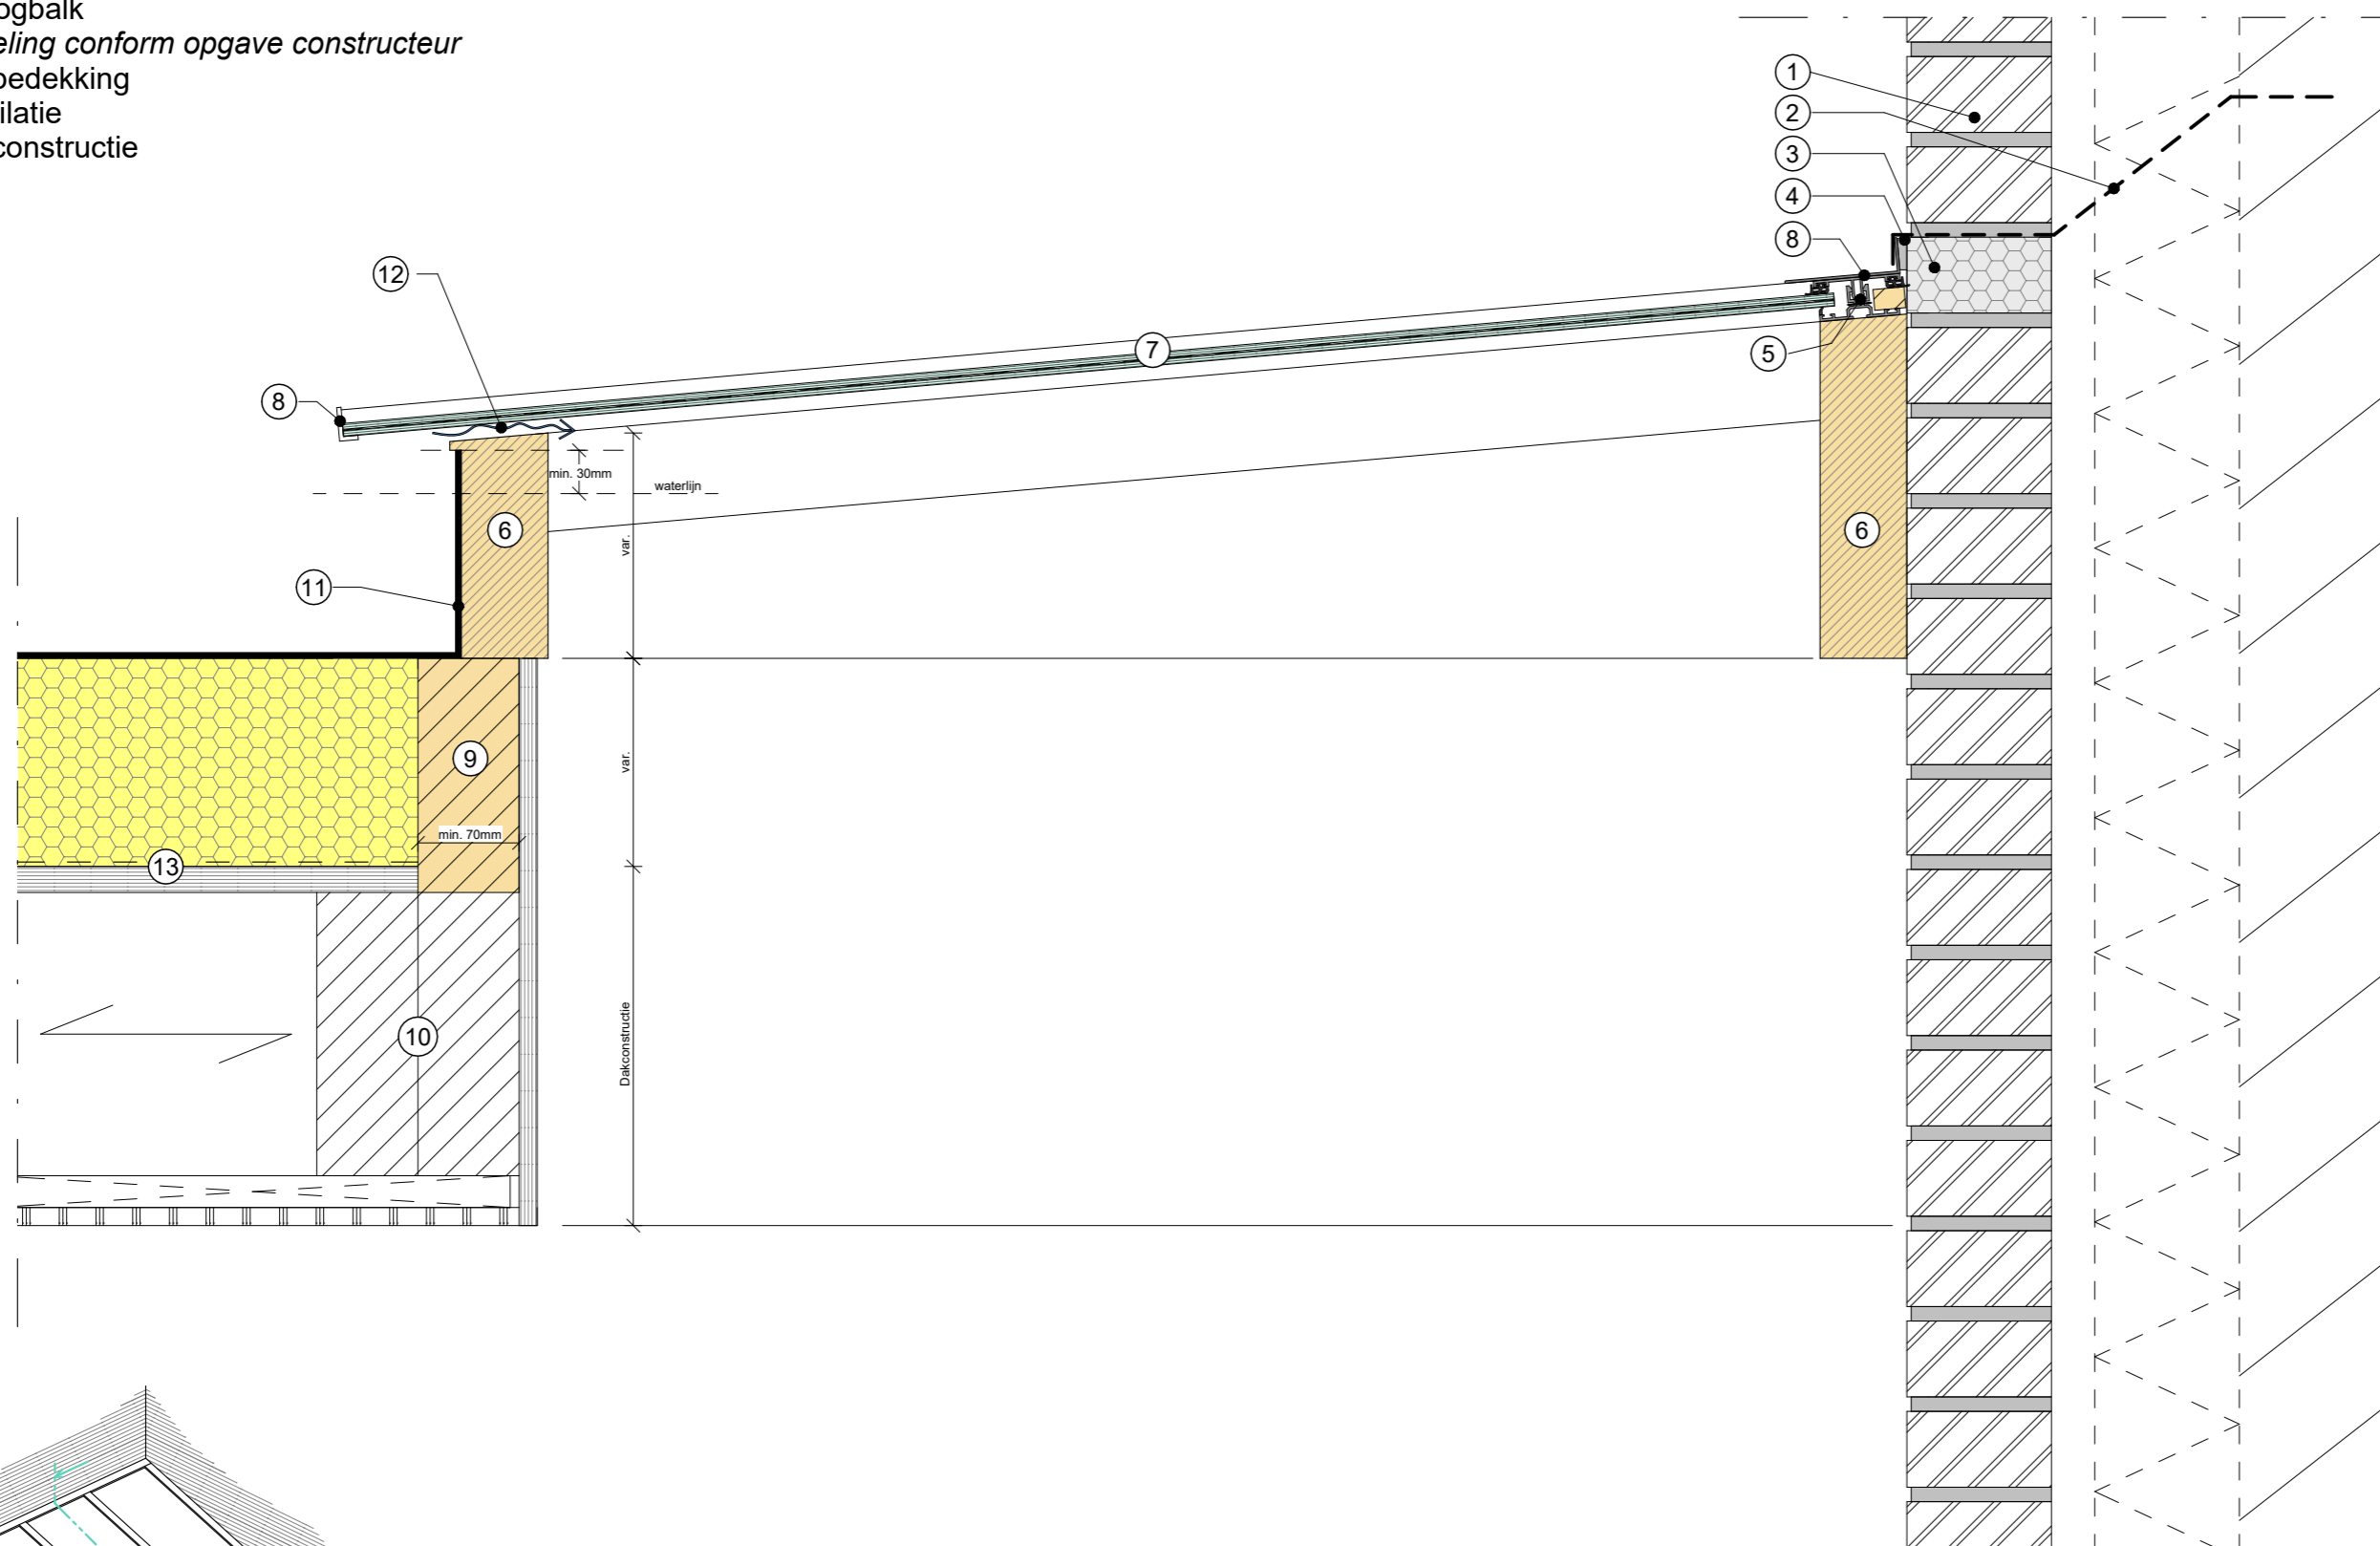 ogbalk
eling conform opgave constructeur
bedekking
ilatie
constructie
1
2
3
4
8
12
7
5
8
min. 30mm
waterlijn
6
6
var.
11
9
var.
min. 70mm
13
10
Dakconstructie